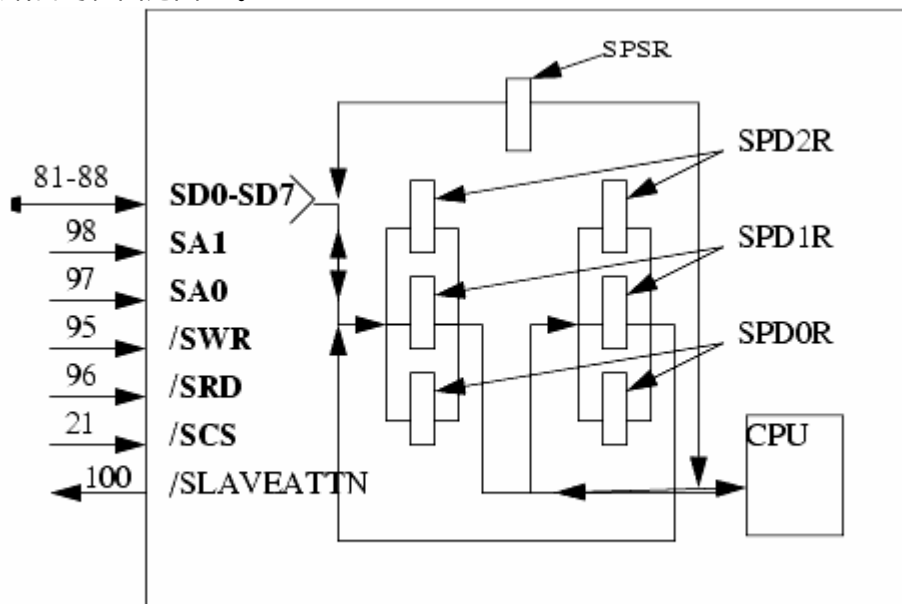 SPSR
SPD2R
81-88
SD0-SD7
98
SA1
SPD1R
97
SA0
95
/SWR
SPD0R
96
/SRD
21
/SCS
CPU
100
/SLAVEATTN